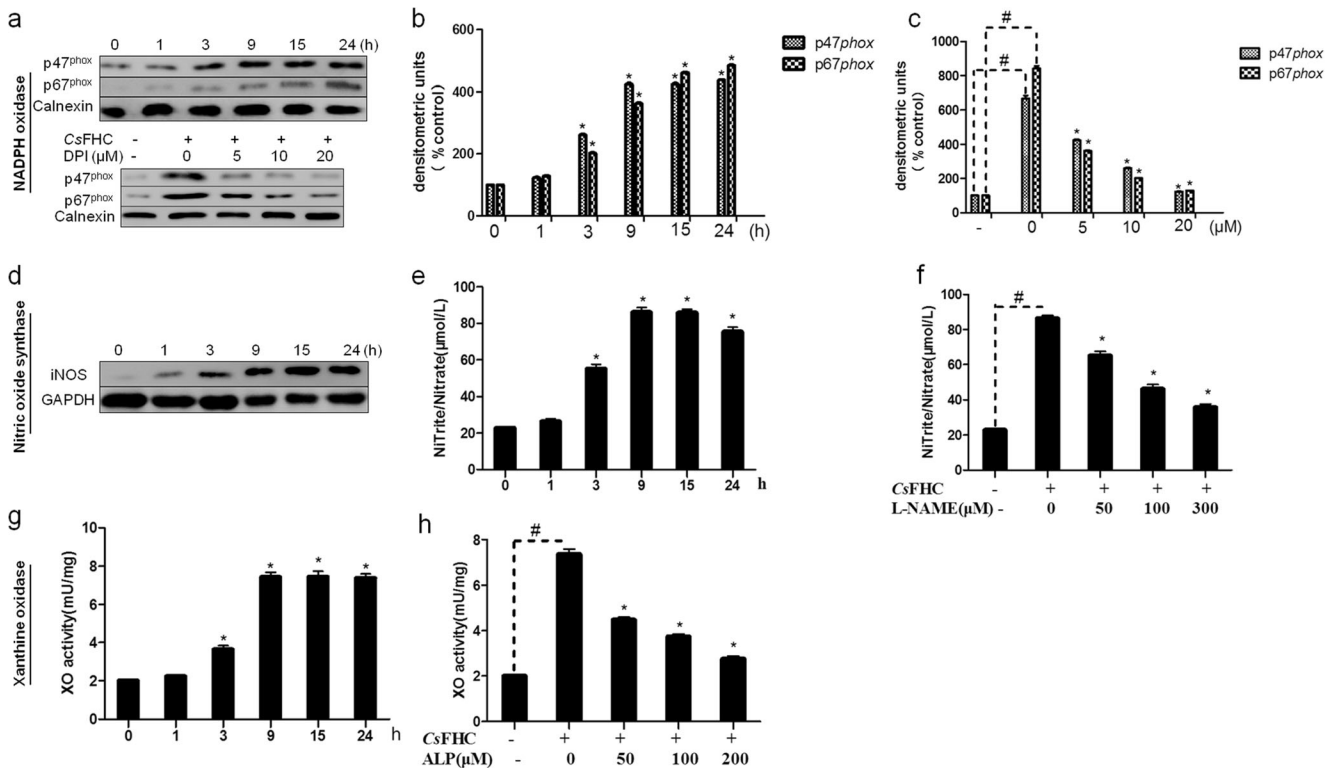 a
NADPH oxidase
0 1 3 9 15 24 (h)
p47phox
p67phox
Calnexin
CsFHC - + + + +
DPI (μM) - 0 5 10 20
p47phox
p67phox
Calnexin
b
densitometric units
( % control)
600
400
200
0
* * * * * * * *
0 1 3 9 15 24 (h)
p47phox
p67phox
c
densitometric units
( % control)
1000
800
600
400
200
0
#
#
* * * * * *
- 0 5 10 20 (μM)
p47phox
p67phox
d
Nitric oxide synthase
0 1 3 9 15 24 (h)
iNOS
GAPDH
e
NiTrite/Nitrate(μmol/L)
100
80
60
40
20
0
* * * *
0 1 3 9 15 24 h
f
NiTrite/Nitrate(μmol/L)
100
80
60
40
20
0
#
* * *
CsFHC - + + + +
L-NAME(μM) - 0 50 100 300
g
Xanthine oxidase
XO activity(mU/mg)
10
8
6
4
2
0
* * * *
0 1 3 9 15 24 h
h
XO activity(mU/mg)
8
6
4
2
0
#
* * *
CsFHC - + + + +
ALP(μM) - 0 50 100 200